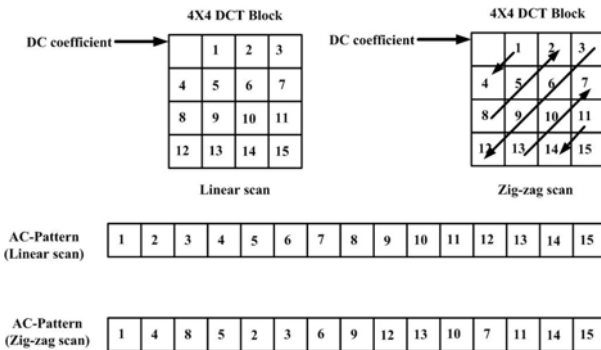 4X4 DCT Block
DC coefficient
1 2 3
4 5 6 7
8 9 10 11
12 13 14 15
Linear scan
4X4 DCT Block
DC coefficient
1 2 3
4 5 6 7
8 9 10 11
12 13 14 15
Zig-zag scan
AC-Pattern
(Linear scan)
1 2 3 4 5 6 7 8 9 10 11 12 13 14 15
AC-Pattern
(Zig-zag scan)
1 4 8 5 2 3 6 9 12 13 10 7 11 14 15